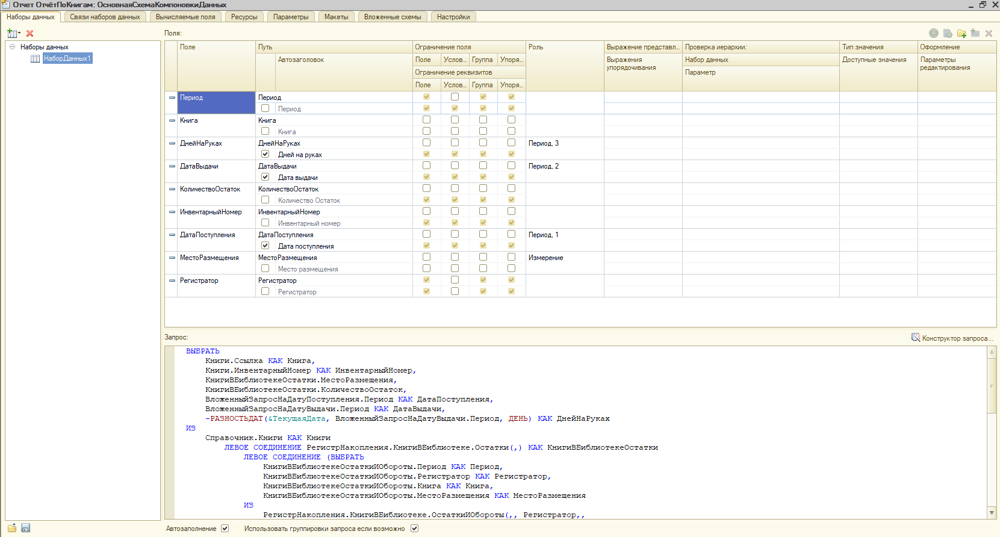 Отчет ОтчётПоКнигам: ОсновнаяСхемаКомпоновкиДанных
Наборы данных Связи наборов данных Вычисляемые поля Ресурсы Параметры Макеты Вложенные схемы Настройки
Поля:
Наборы данных
НаборДанных1
Поле Путь Ограничение поля Роль Выражение представл... Проверка иерархии: Тип значения Оформление
Автозаголовок Поле Услов... Группа Упоря... Выражения упорядочивания Набор данных Доступные значения Параметры редактирования
Ограничение реквизитов Параметр
Поле Услов... Группа Упоря...
Период Период
Период
Книга Книга
Книга
ДнейНаРуках ДнейНаРуках Период, 3
Дней на руках
ДатаВыдачи ДатаВыдачи Период, 2
Дата выдачи
КоличествоОстаток КоличествоОстаток
Количество Остаток
ИнвентарныйНомер ИнвентарныйНомер
Инвентарный номер
ДатаПоступления ДатаПоступления Период, 1
Дата поступления
МестоРазмещения МестоРазмещения Измерение
Место размещения
Регистратор Регистратор
Регистратор
Запрос: Конструктор запроса...
ВЫБРАТЬ
Книги.Ссылка КАК Книга,
Книги.ИнвентарныйНомер КАК ИнвентарныйНомер,
КнигиВБиблиотекеОстатки.МестоРазмещения,
КнигиВБиблиотекеОстатки.КоличествоОстаток,
ВложенныйЗапросНаДатуПоступления.Период КАК ДатаПоступления,
ВложенныйЗапросНаДатуВыдачи.Период КАК ДатаВыдачи,
-РАЗНОСТЬДАТ(&ТекущаяДата, ВложенныйЗапросНаДатуВыдачи.Период, ДЕНЬ) КАК ДнейНаРуках
ИЗ
Справочник.Книги КАК Книги
ЛЕВОЕ СОЕДИНЕНИЕ РегистрНакопления.КнигиВБиблиотеке.Остатки(,) КАК КнигиВБиблиотекеОстатки
ЛЕВОЕ СОЕДИНЕНИЕ (ВЫБРАТЬ
КнигиВБиблиотекеОстаткиИОбороты.Период КАК Период,
КнигиВБиблиотекеОстаткиИОбороты.Регистратор КАК Регистратор,
КнигиВБиблиотекеОстаткиИОбороты.Книга КАК Книга,
КнигиВБиблиотекеОстаткиИОбороты.МестоРазмещения КАК МестоРазмещения
ИЗ
РегистрНакопления.КнигиВБиблиотеке.ОстаткиИОбороты(,, Регистратор,,
Автозаполнение Использовать группировки запроса если возможно